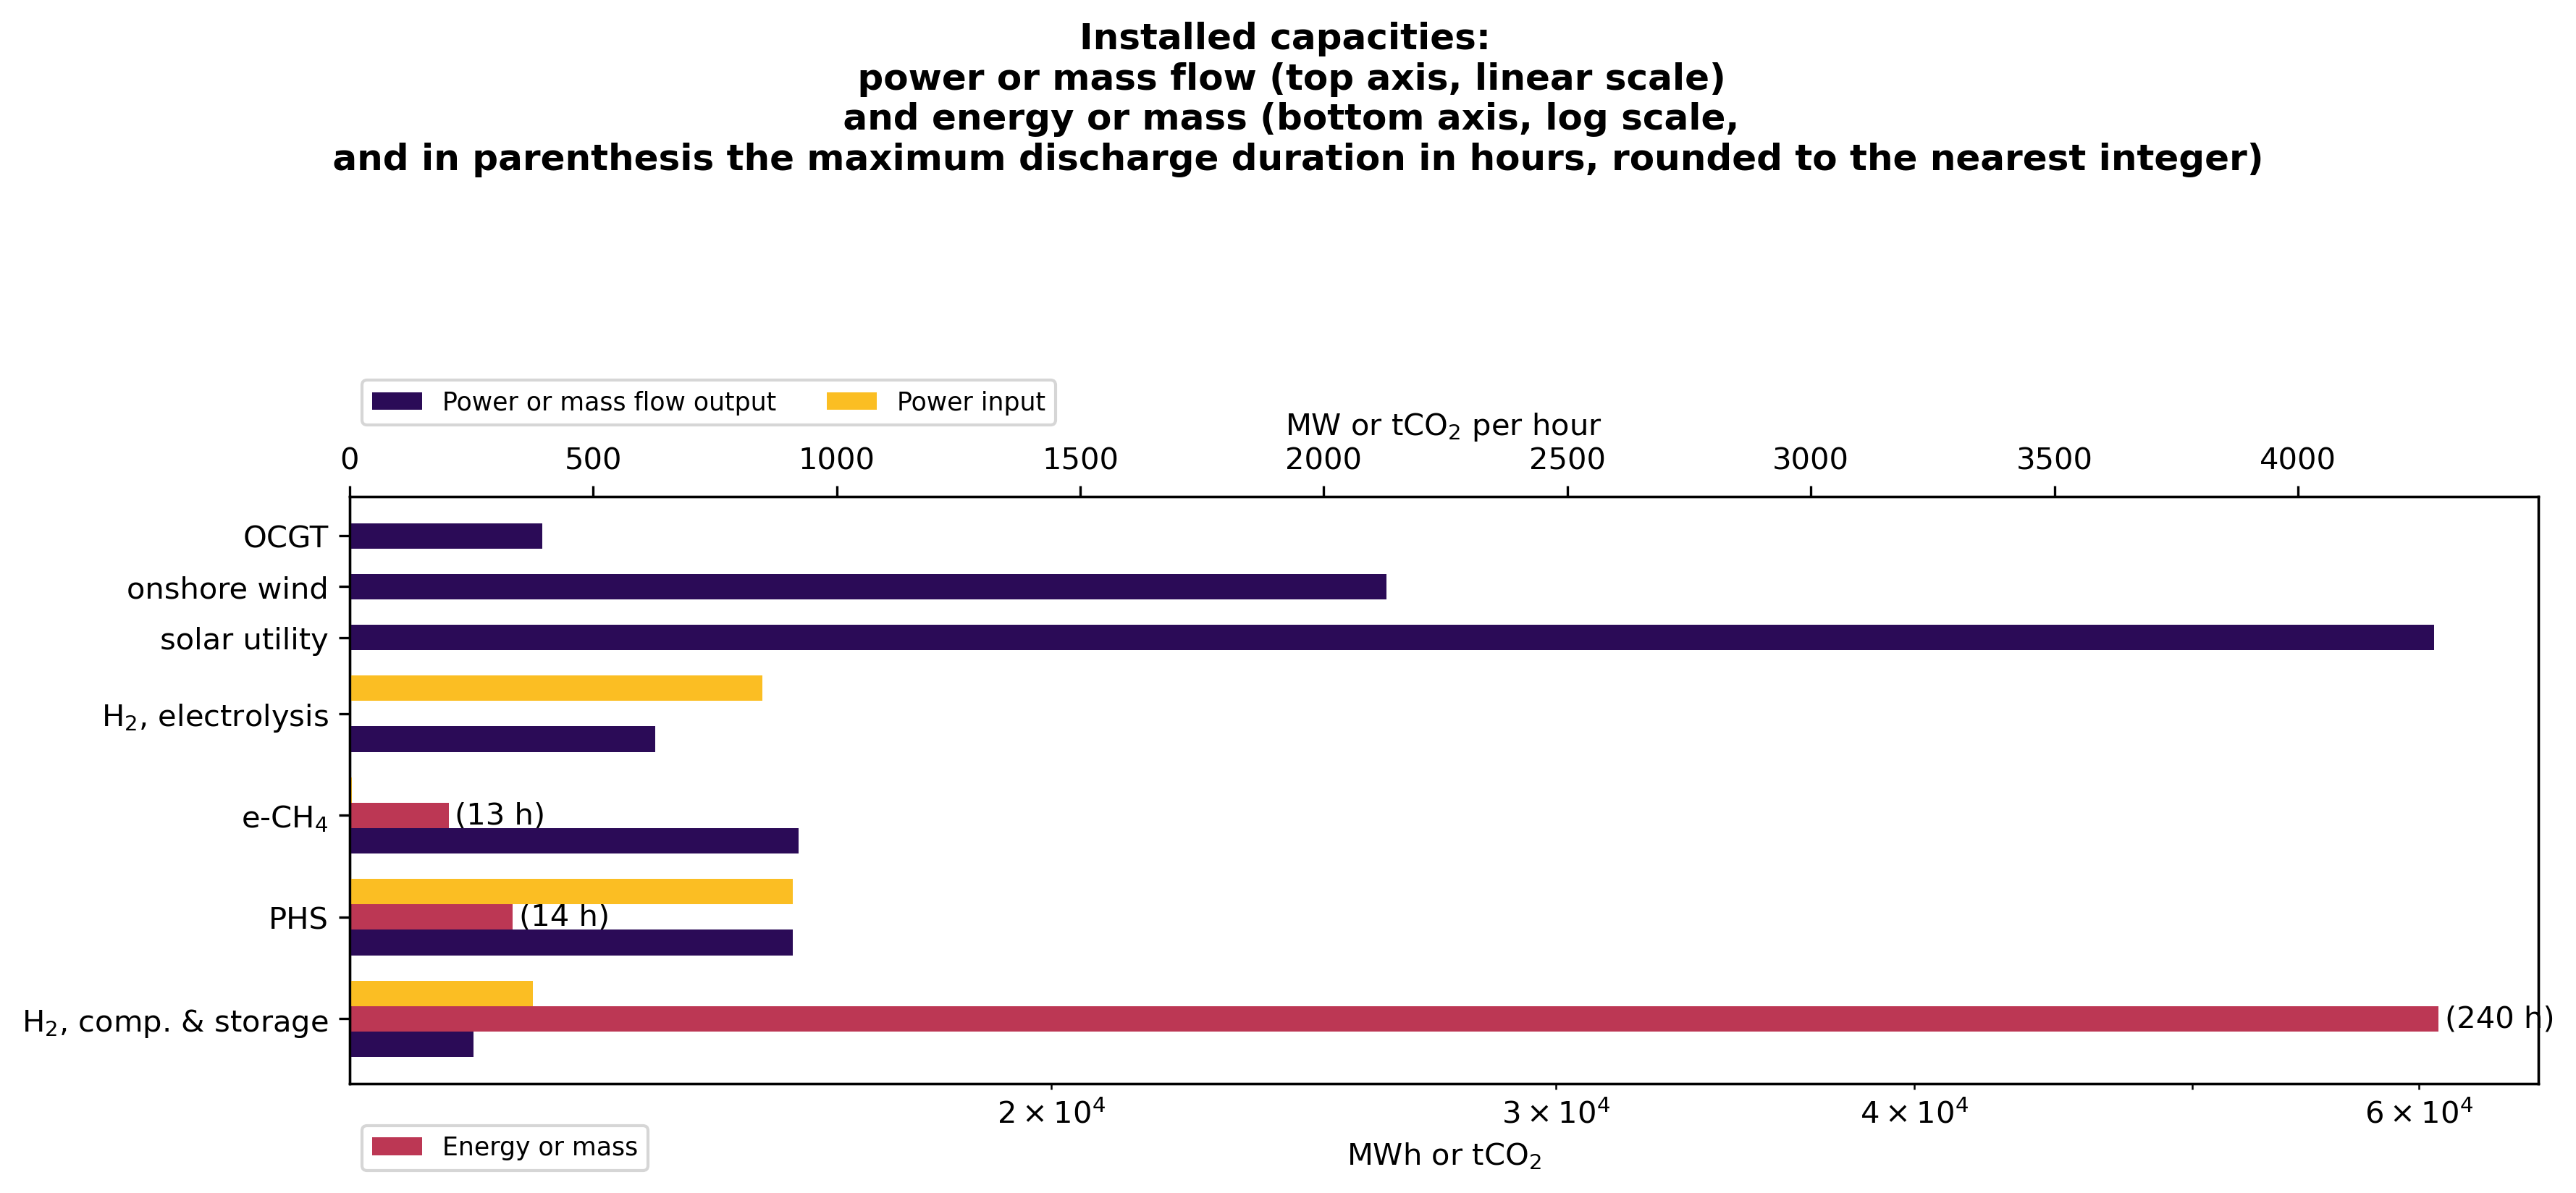 Installed capacities:
power or mass flow (top axis, linear scale)
and energy or mass (bottom axis, log scale,
and in parenthesis the maximum discharge duration in hours, rounded to the nearest integer)
Power or mass flow output
Power input
MW or tCO₂ per hour
0 500 1000 1500 2000 2500 3000 3500 4000
OCGT
onshore wind
solar utility
H₂, electrolysis
e-CH₄ (13 h)
PHS (14 h)
H₂, comp. & storage (240 h)
2 × 10⁴ 3 × 10⁴ 4 × 10⁴ 6 × 10⁴
Energy or mass
MWh or tCO₂